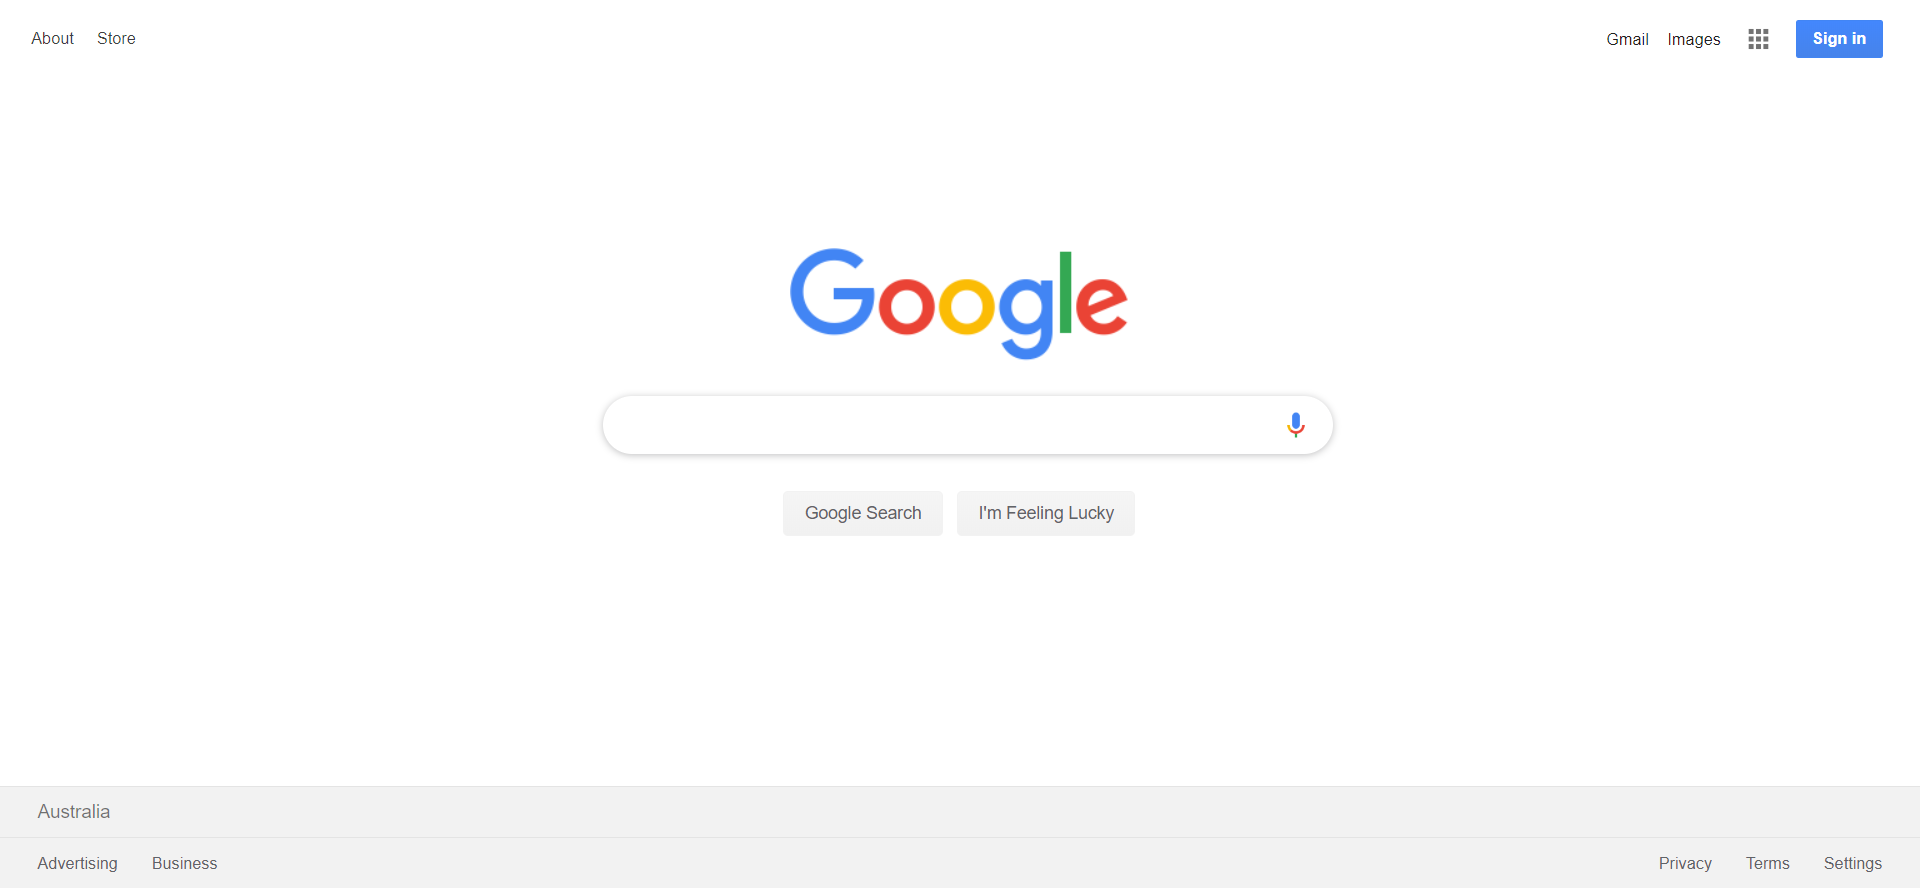 About Store Gmail Images Sign in
Google
Google Search I'm Feeling Lucky
Australia
Advertising Business Privacy Terms Settings